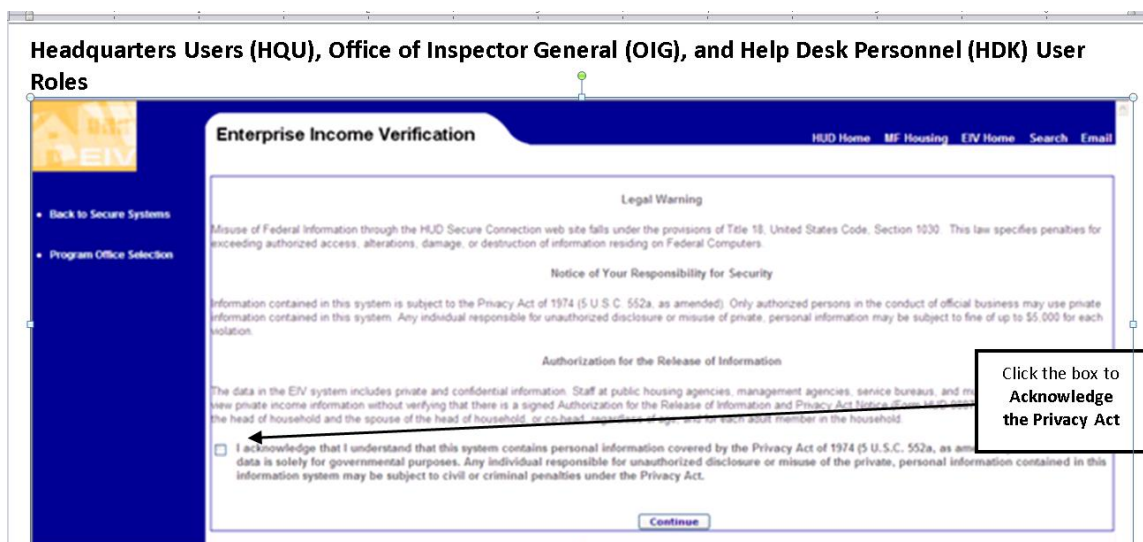 Headquarters Users (HQU), Office of Inspector General (OIG), and Help Desk Personnel (HDK) User
Roles
EIV
Enterprise Income Verification
HUD Home MF Housing EIV Home Search Email
• Back to Secure Systems
• Program Office Selection
Legal Warning
Misuse of Federal Information through the HUD Secure Connection web site falls under the provisions of Title 18, United States Code, Section 1030. This law specifies penalties for
exceeding authorized access, alterations, damage, or destruction of information residing on Federal Computers.
Notice of Your Responsibility for Security
Information contained in this system is subject to the Privacy Act of 1974 (5 U.S.C. 552a, as amended). Only authorized persons in the conduct of official business may use private
information contained in this system. Any individual responsible for unauthorized disclosure or misuse of private, personal information may be subject to fine of up to $5,000 for each
violation.
Authorization for the Release of Information
The data in the EIV system includes private and confidential information. Staff at public housing agencies, management agencies, service bureaus, and
view private income information without verifying that there is a signed Authorization for the Release of Information and Privacy Act Notice (Form HUD
the head of household and the spouse of the head of household, or co-head, regardless of age, and for each adult member in the household.
Click the box to
Acknowledge
the Privacy Act
I acknowledge that I understand that this system contains personal information covered by the Privacy Act of 1974 (5 U.S.C. 552a, as
data is solely for governmental purposes. Any individual responsible for unauthorized disclosure or misuse of the private, personal information contained in this
information system may be subject to civil or criminal penalties under the Privacy Act.
Continue